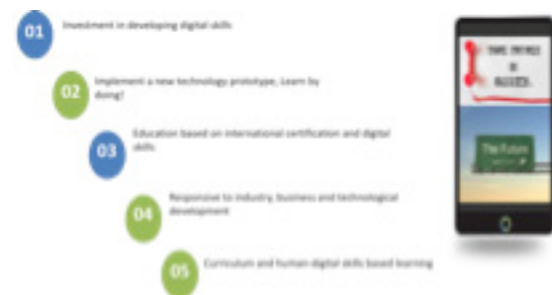 01
Investment in developing digital skills
02
Implement a new technology prototype, Learn by
doing!
03
Education based on international certification and digital
skills
04
Responsive to industry, business and technological
development
05
Curriculum and human digital skills based learning
The Future